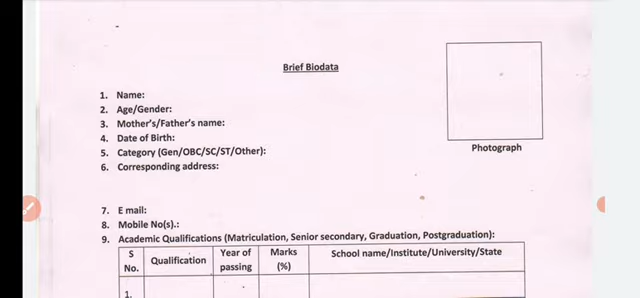 Brief Biodata
1. Name:
2. Age/Gender:
3. Mother's/Father's name:
4. Date of Birth:
5. Category (Gen/OBC/SC/ST/Other):
6. Corresponding address:
Photograph
7. E mail:
8. Mobile No(s).:
9. Academic Qualifications (Matriculation, Senior secondary, Graduation, Postgraduation):
S No. Qualification Year of passing Marks (%) School name/Institute/University/State
1.